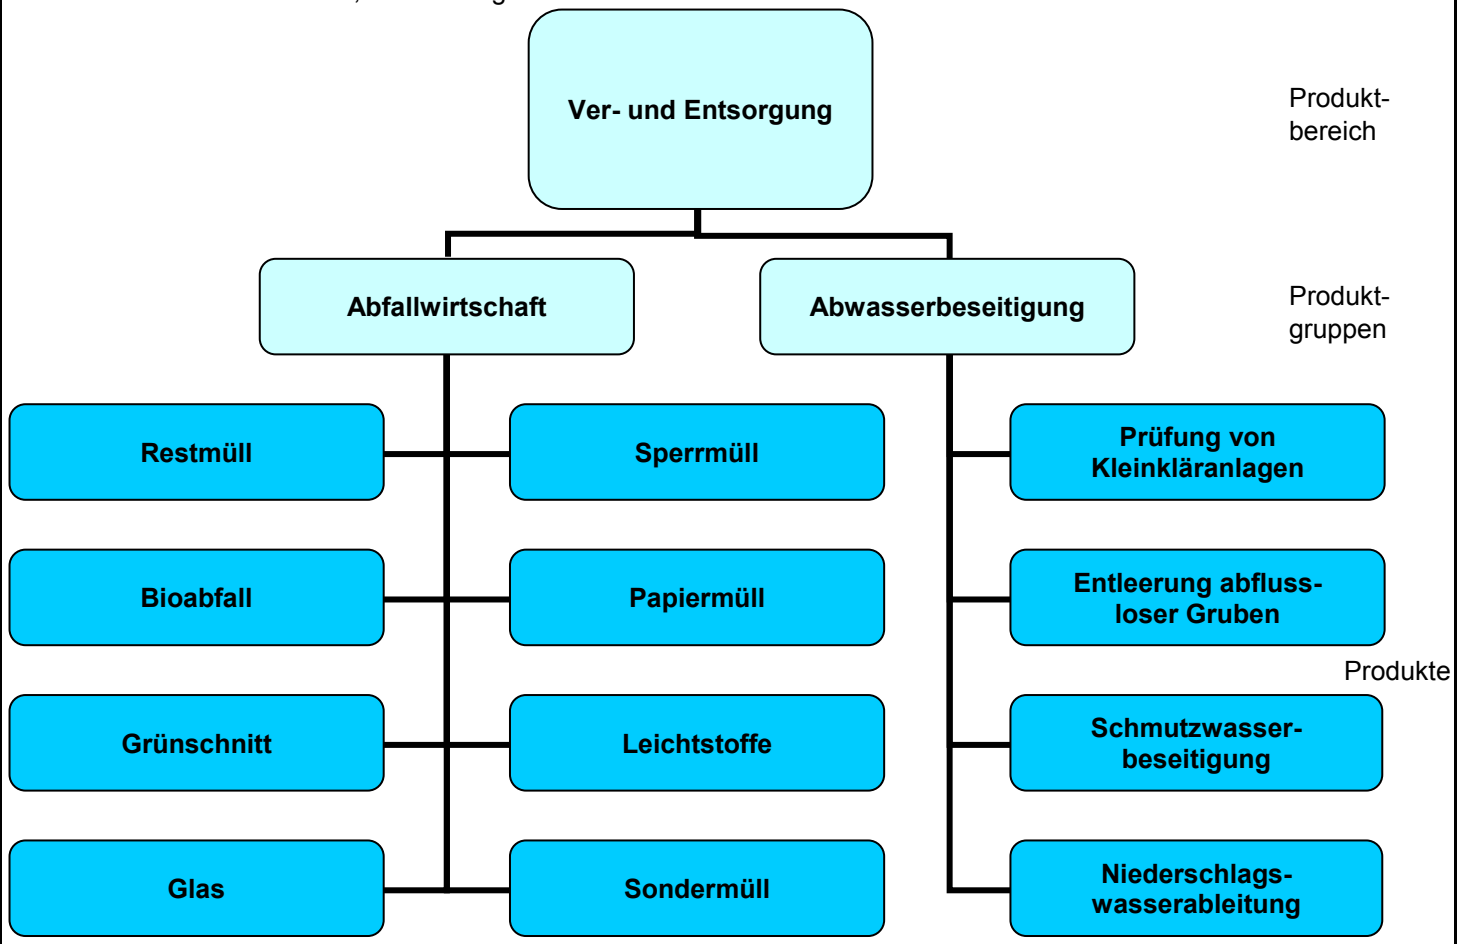 Ver- und Entsorgung
Produkt-
bereich
Abfallwirtschaft
Abwasserbeseitigung
Produkt-
gruppen
Restmüll
Sperrmüll
Prüfung von
Kleinkläranlagen
Bioabfall
Papiermüll
Entleerung abfluss-
loser Gruben
Produkte
Grünschnitt
Leichtstoffe
Schmutzwasser-
beseitigung
Glas
Sondermüll
Niederschlags-
wasserableitung